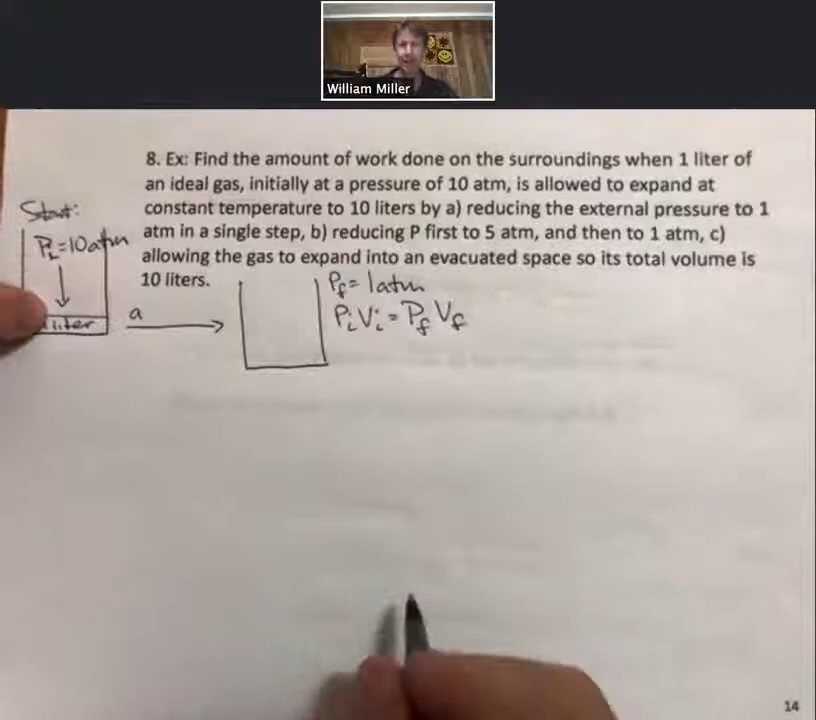 William Miller
8. Ex: Find the amount of work done on the surroundings when 1 liter of
an ideal gas, initially at a pressure of 10 atm, is allowed to expand at
constant temperature to 10 liters by a) reducing the external pressure to 1
atm in a single step, b) reducing P first to 5 atm, and then to 1 atm, c)
allowing the gas to expand into an evacuated space so its total volume is
10 liters.
Start:
Pi=10atm
liter
a
Pf= 1atm
PiVi = PfVf
14